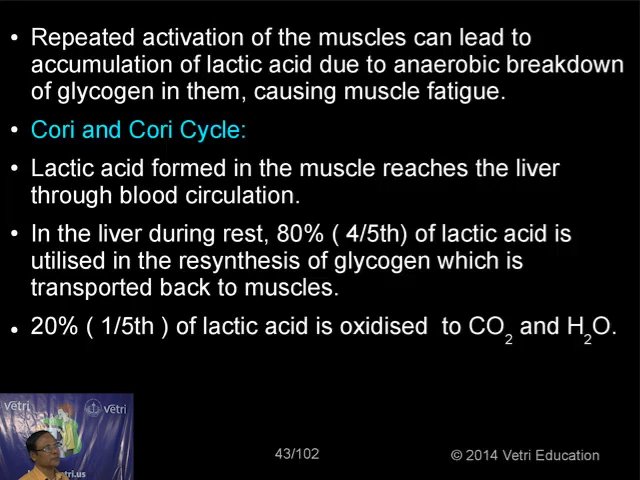 • Repeated activation of the muscles can lead to
accumulation of lactic acid due to anaerobic breakdown
of glycogen in them, causing muscle fatigue.
• Cori and Cori Cycle:
• Lactic acid formed in the muscle reaches the liver
through blood circulation.
• In the liver during rest, 80% ( 4/5th) of lactic acid is
utilised in the resynthesis of glycogen which is
transported back to muscles.
• 20% ( 1/5th ) of lactic acid is oxidised  to CO₂ and H₂O.
Vetri
Vetri
tri.us
43/102
© 2014 Vetri Education